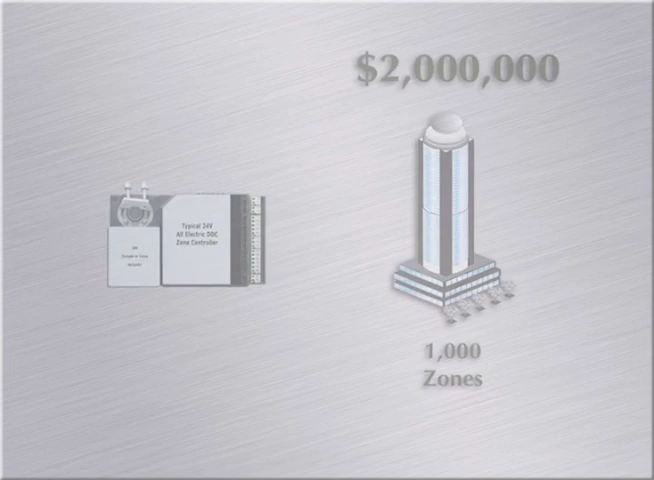 $2,000,000
Typical 24V
All Electric DDC
Zone Controller
1,000
Zones